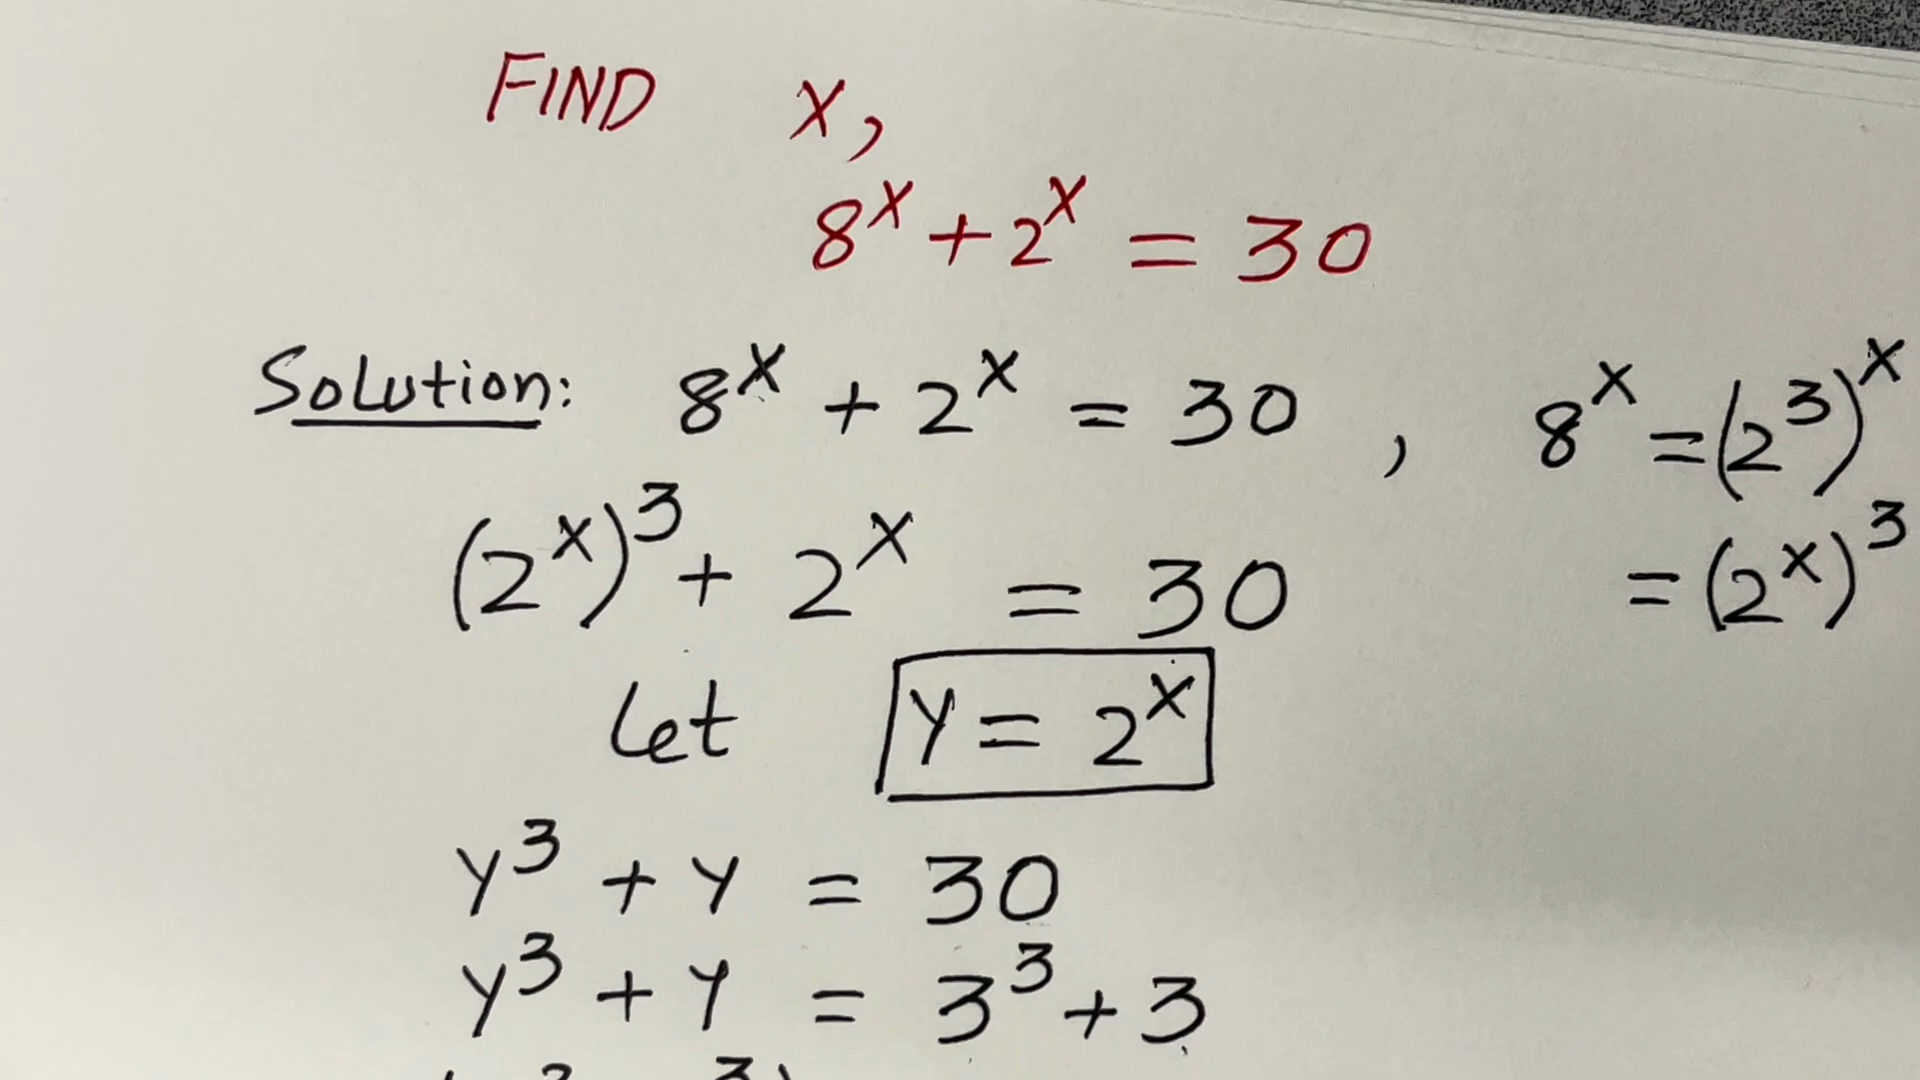 FIND x,
8^x + 2^x = 30
Solution: 8^x + 2^x = 30 , 8^x = (2^3)^x
(2^x)^3 + 2^x = 30 = (2^x)^3
Let y = 2^x
y^3 + y = 30
y^3 + y = 3^3 + 3